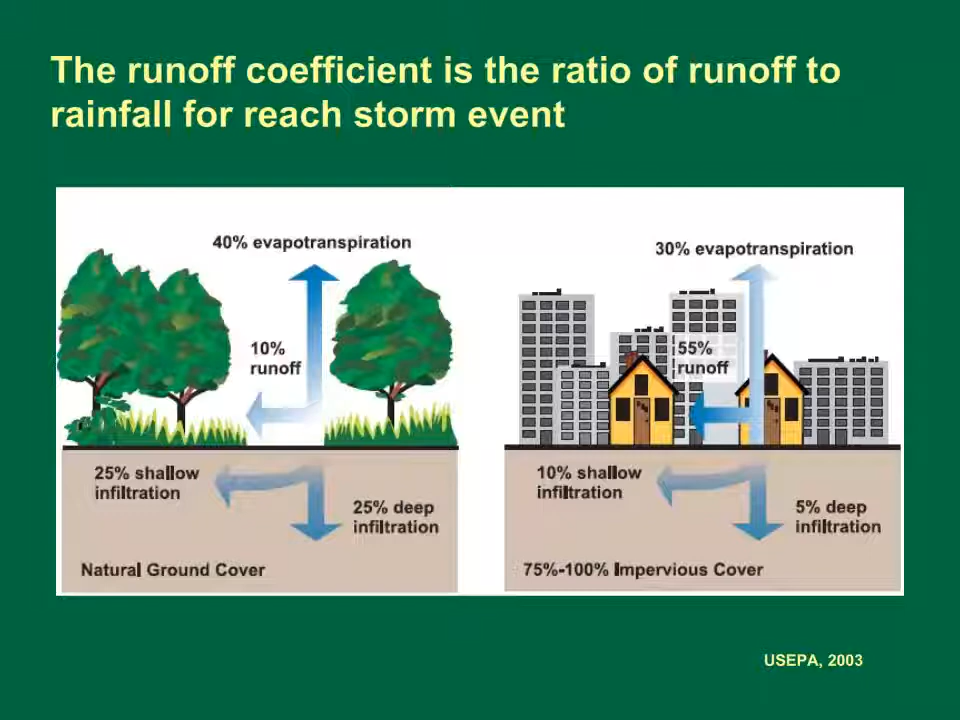 The runoff coefficient is the ratio of runoff to
rainfall for reach storm event
40% evapotranspiration
10%
runoff
25% shallow
infiltration
25% deep
infiltration
Natural Ground Cover
30% evapotranspiration
55%
runoff
10% shallow
infiltration
5% deep
infiltration
75%-100% Impervious Cover
USEPA, 2003